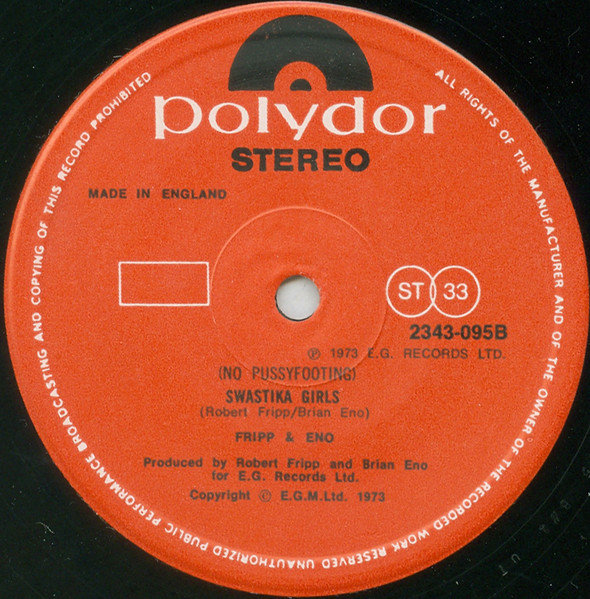 polydor
STEREO
MADE IN ENGLAND
ST 33
2343-095B
℗ 1973 E.G. RECORDS LTD.
(NO PUSSYFOOTING)
SWASTIKA GIRLS
(Robert Fripp/Brian Eno)
FRIPP & ENO
Produced by Robert Fripp and Brian Eno
for E.G. Records Ltd.
Copyright © E.G.M.Ltd. 1973
ALL RIGHTS OF THE MANUFACTURER AND OF THE OWNER OF THE RECORDED WORK RESERVED UNAUTHORIZED PUBLIC PERFORMANCE BROADCASTING AND COPYING OF THIS RECORD PROHIBITED